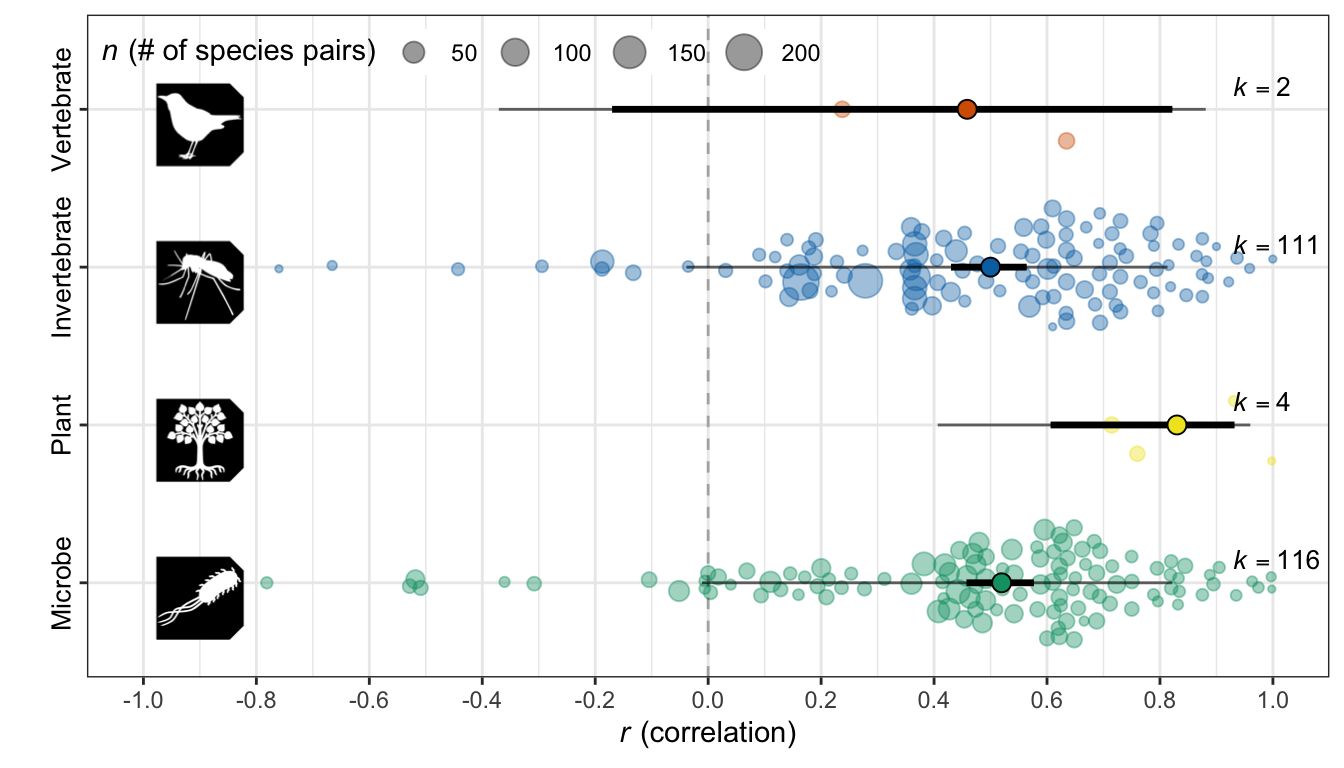 n (# of species pairs) 50 100 150 200
Vertebrate
k = 2
Invertebrate
k = 111
Plant
k = 4
Microbe
k = 116
-1.0 -0.8 -0.6 -0.4 -0.2 0.0 0.2 0.4 0.6 0.8 1.0
r (correlation)